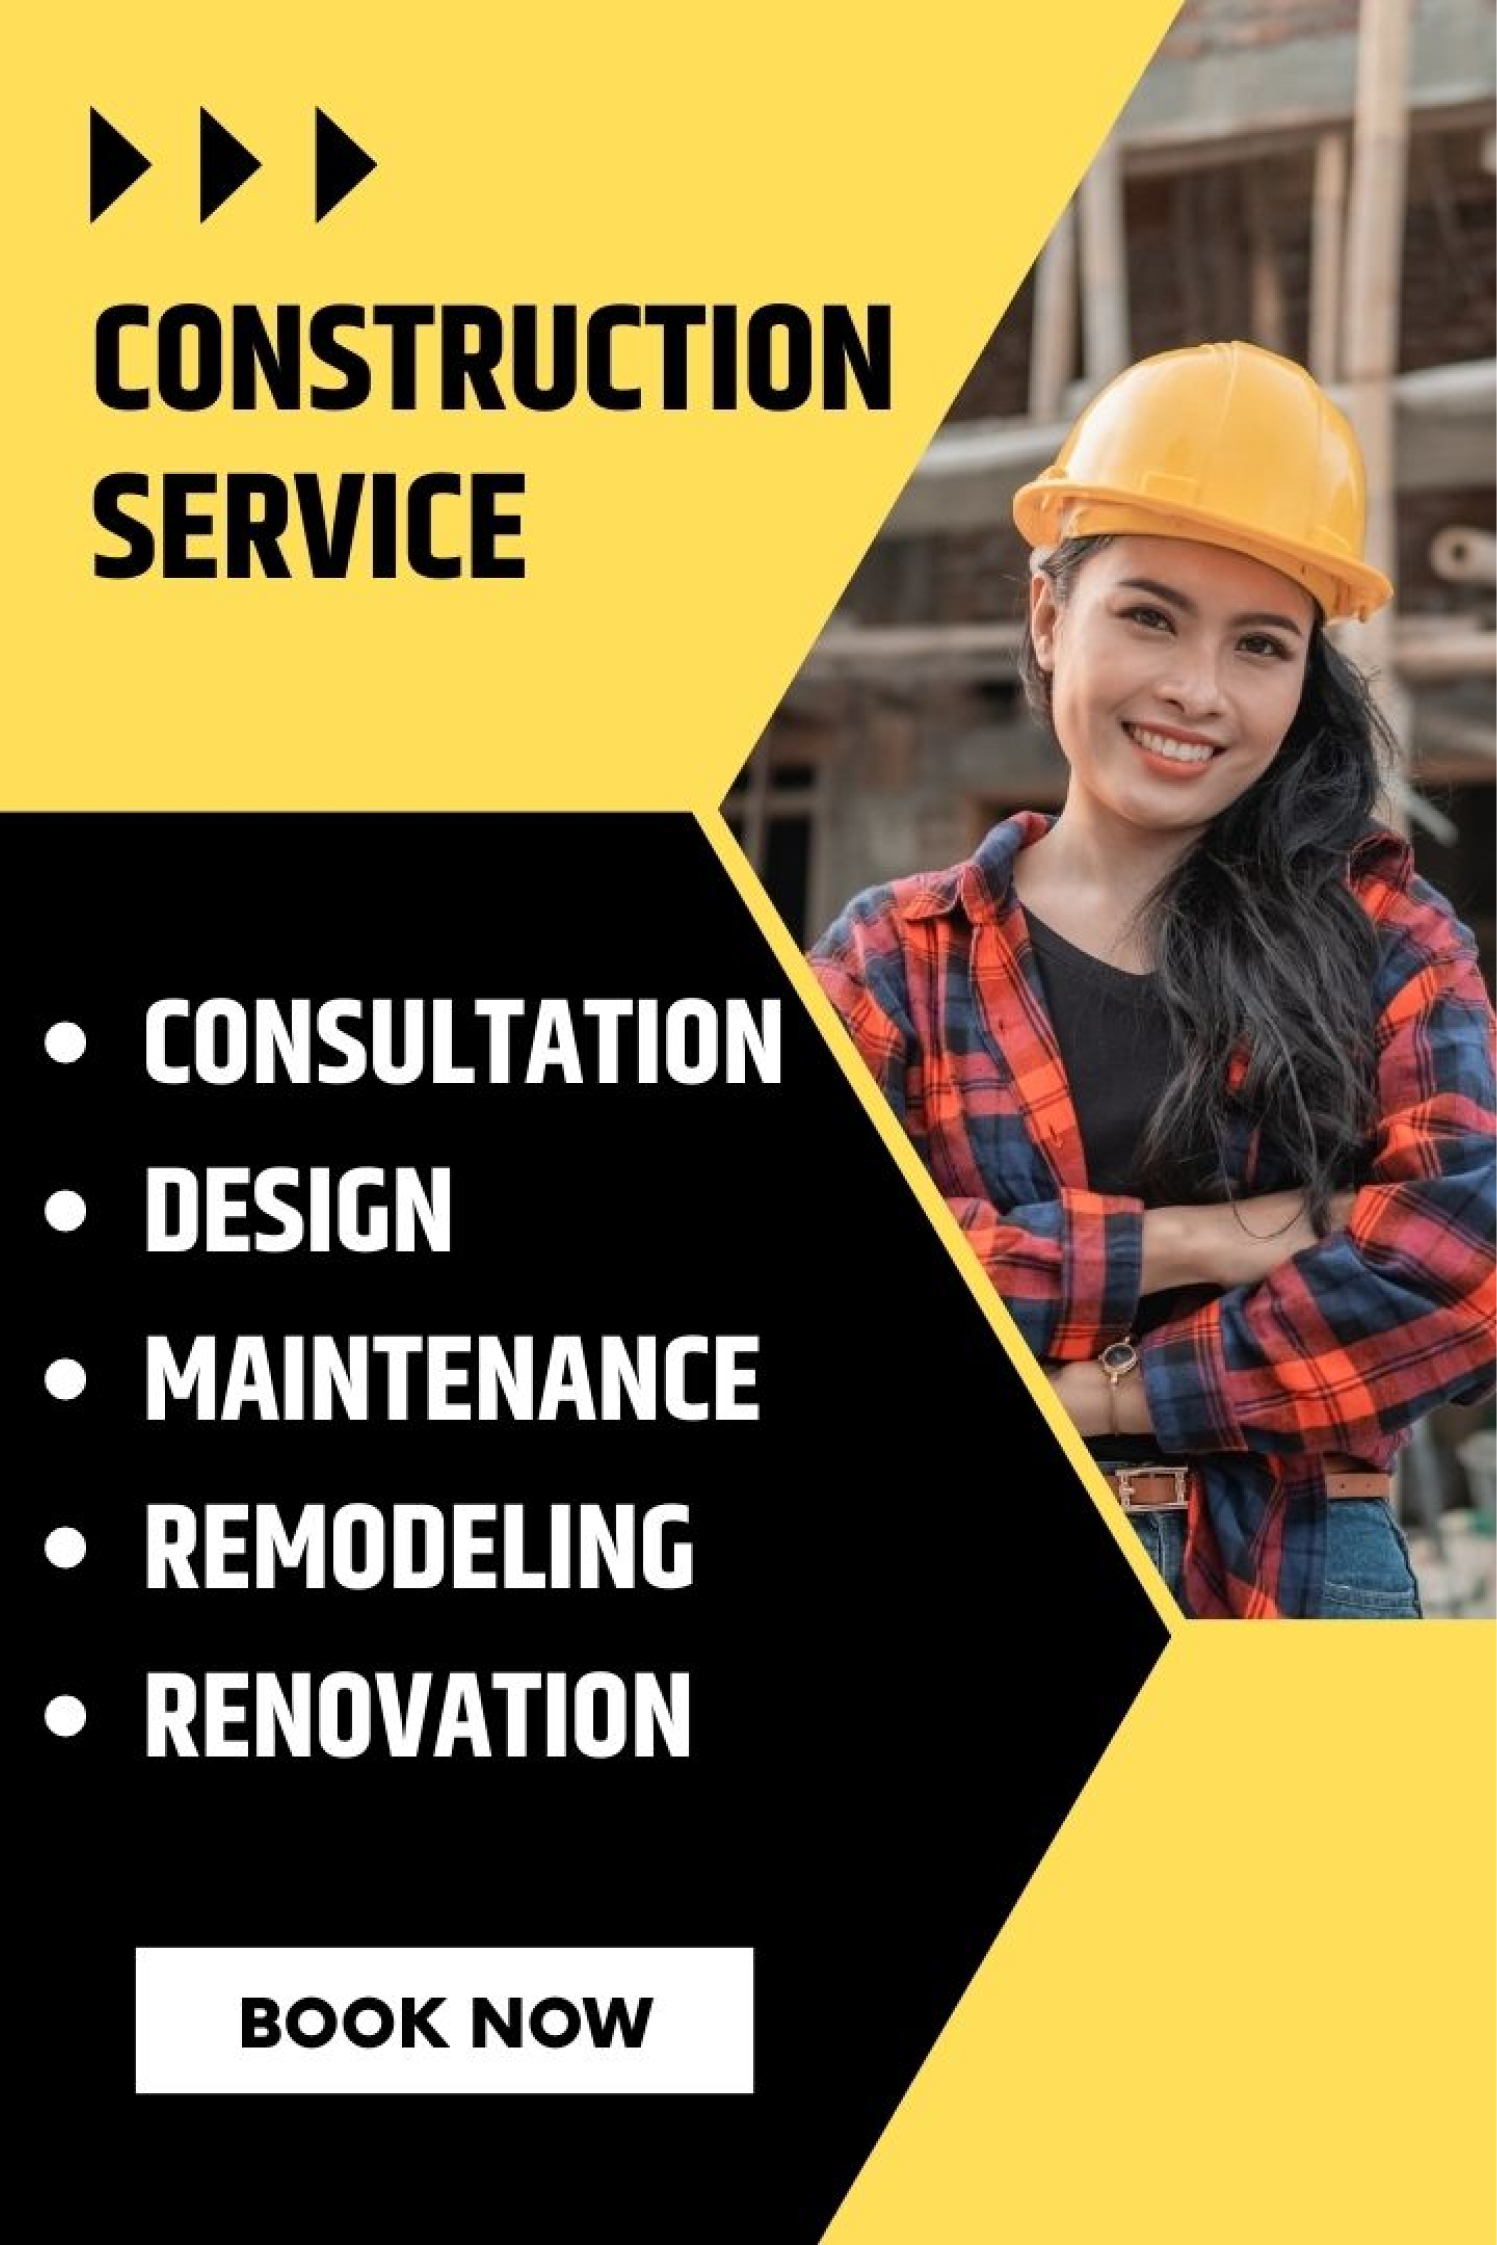 CONSTRUCTION
SERVICE
CONSULTATION
DESIGN
MAINTENANCE
REMODELING
RENOVATION
BOOK NOW